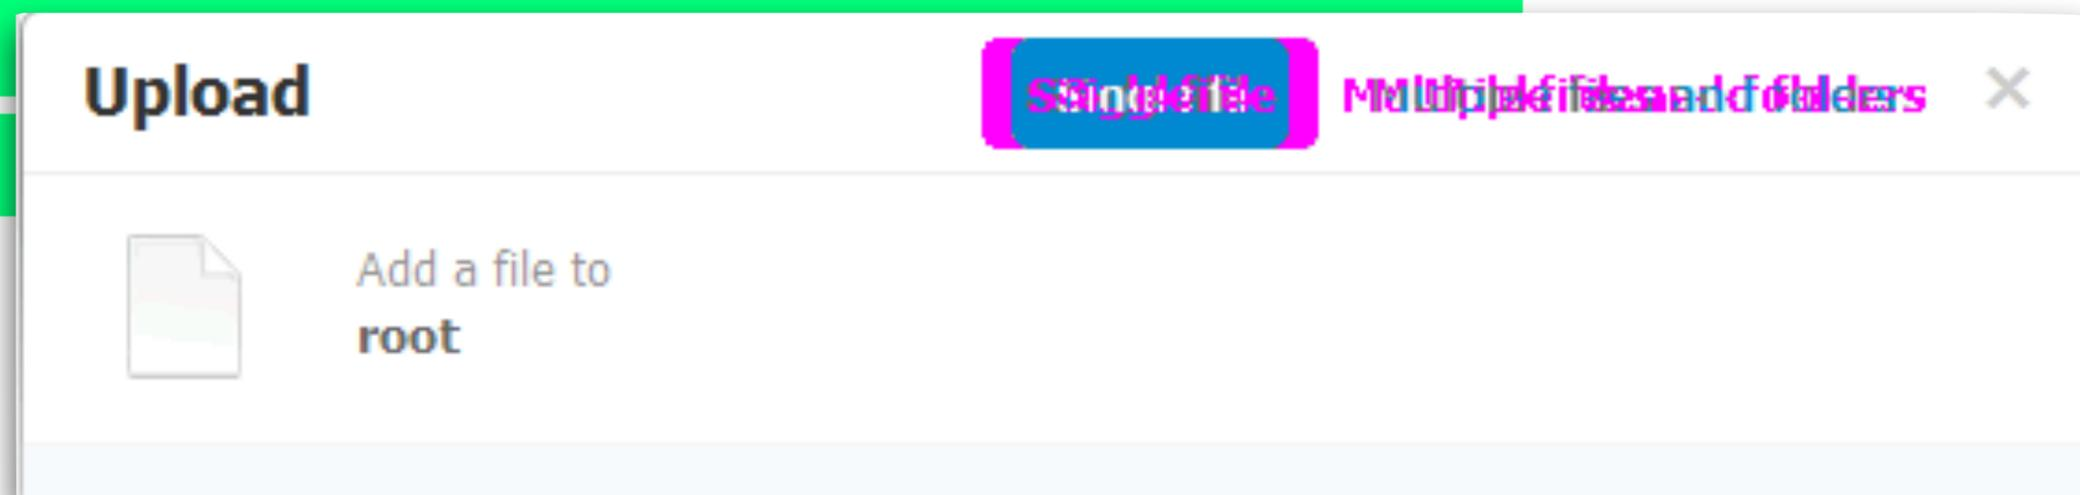 Upload
Single file
Multiple files and folders
Add a file to
root